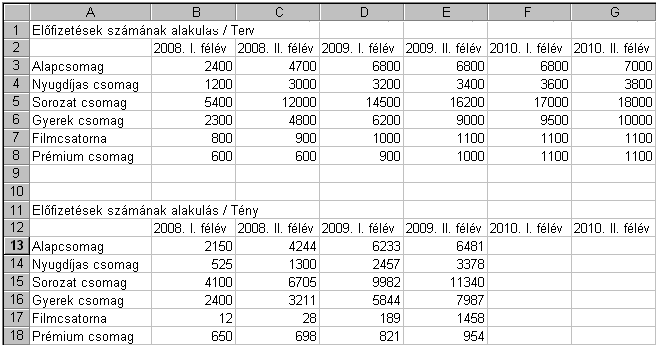 A B C D E F G
1 Előfizetések számának alakulás / Terv
2 2008. I. félév 2008. II. félév 2009. I. félév 2009. II. félév 2010. I. félév 2010. II. félév
3 Alapcsomag 2400 4700 6800 6800 6800 7000
4 Nyugdíjas csomag 1200 3000 3200 3400 3600 3800
5 Sorozat csomag 5400 12000 14500 16200 17000 18000
6 Gyerek csomag 2300 4800 6200 9000 9500 10000
7 Filmcsatorna 800 900 1000 1100 1100 1100
8 Prémium csomag 600 600 900 1000 1100 1100
9
10
11 Előfizetések számának alakulás / Tény
12 2008. I. félév 2008. II. félév 2009. I. félév 2009. II. félév 2010. I. félév 2010. II. félév
13 Alapcsomag 2150 4244 6233 6481
14 Nyugdíjas csomag 525 1300 2457 3378
15 Sorozat csomag 4100 6705 9982 11340
16 Gyerek csomag 2400 3211 5844 7987
17 Filmcsatorna 12 28 189 1458
18 Prémium csomag 650 698 821 954